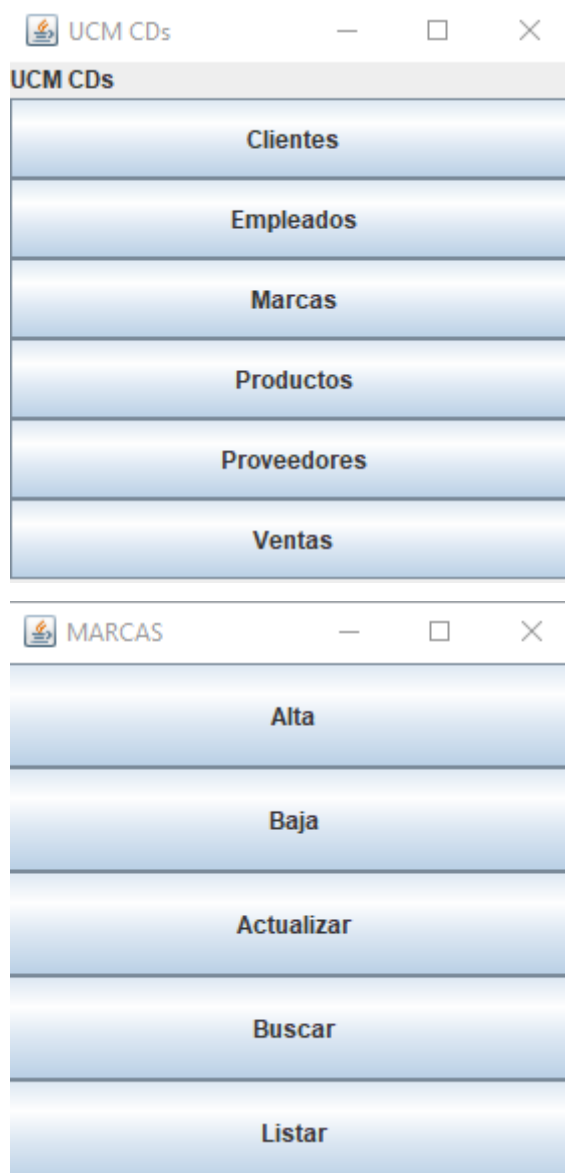 UCM CDs
UCM CDs
Clientes
Empleados
Marcas
Productos
Proveedores
Ventas
MARCAS
Alta
Baja
Actualizar
Buscar
Listar